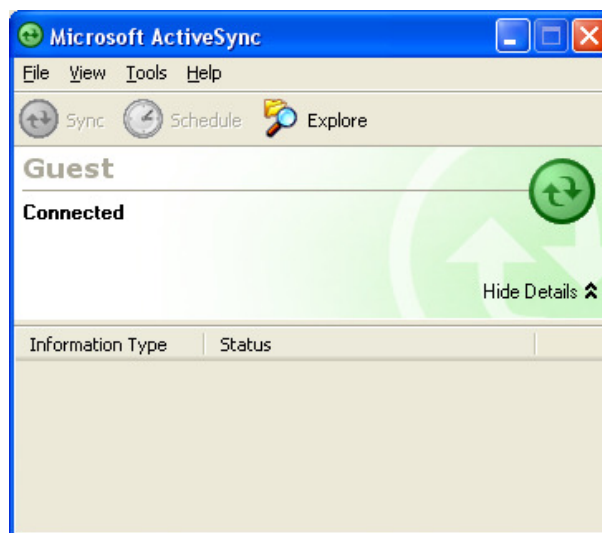 Microsoft ActiveSync
File View Tools Help
Sync Schedule Explore
Guest
Connected
Hide Details
Information Type Status